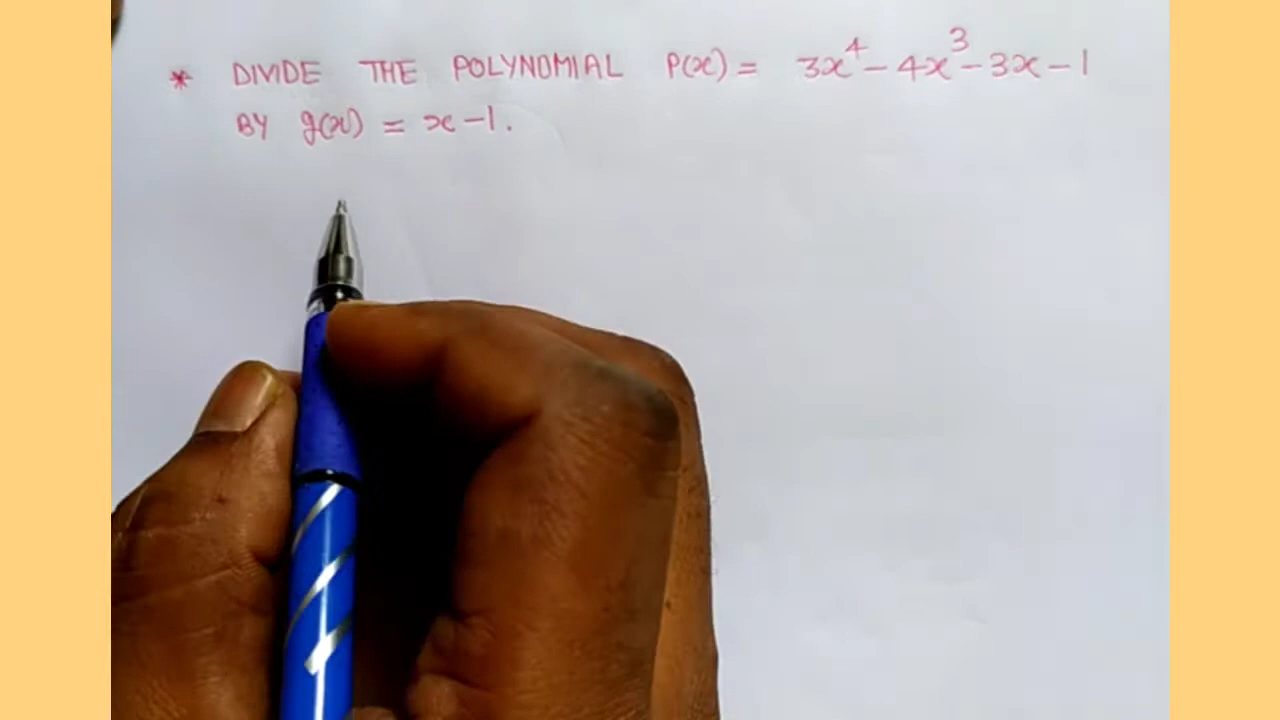 * DIVIDE THE POLYNOMIAL P(x) = 3x⁴ - 4x³ - 3x - 1
BY g(x) = x - 1.